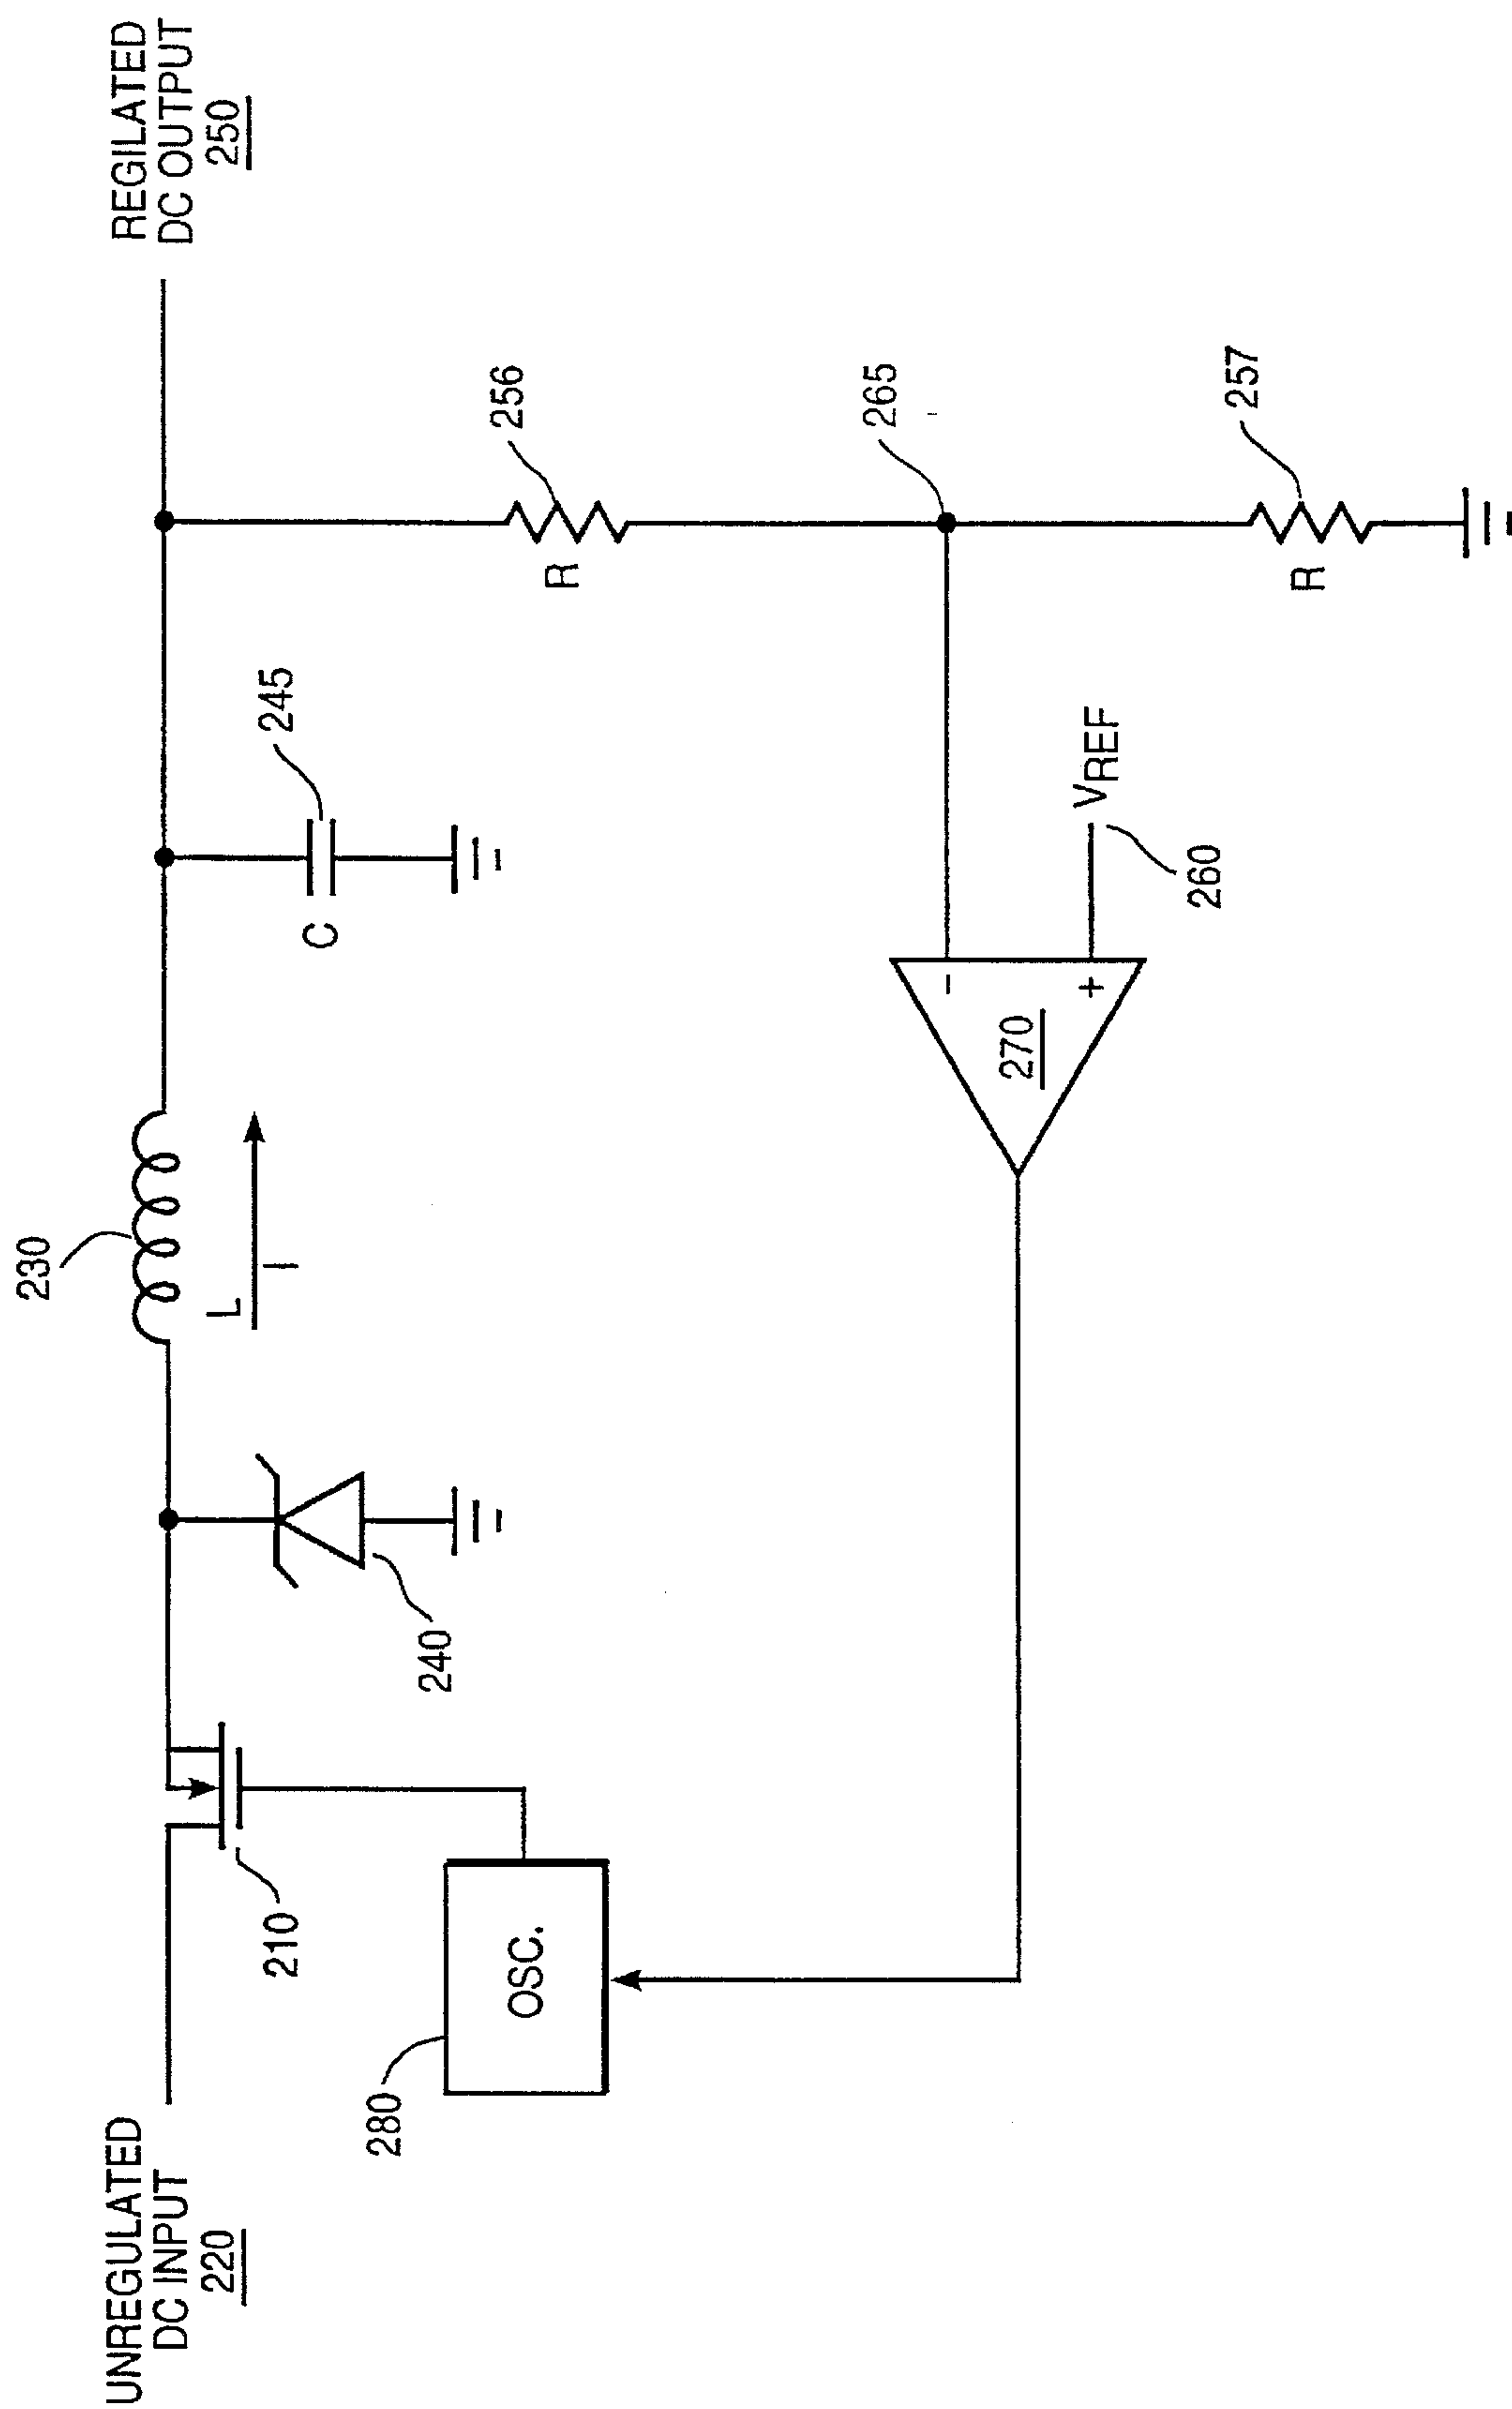 UNREGULATED
DC INPUT
220
210
280
OSC.
240
230
L
I
C
245
270
-
+
VREF
260
REGILATED
DC OUTPUT
250
R
256
265
R
257